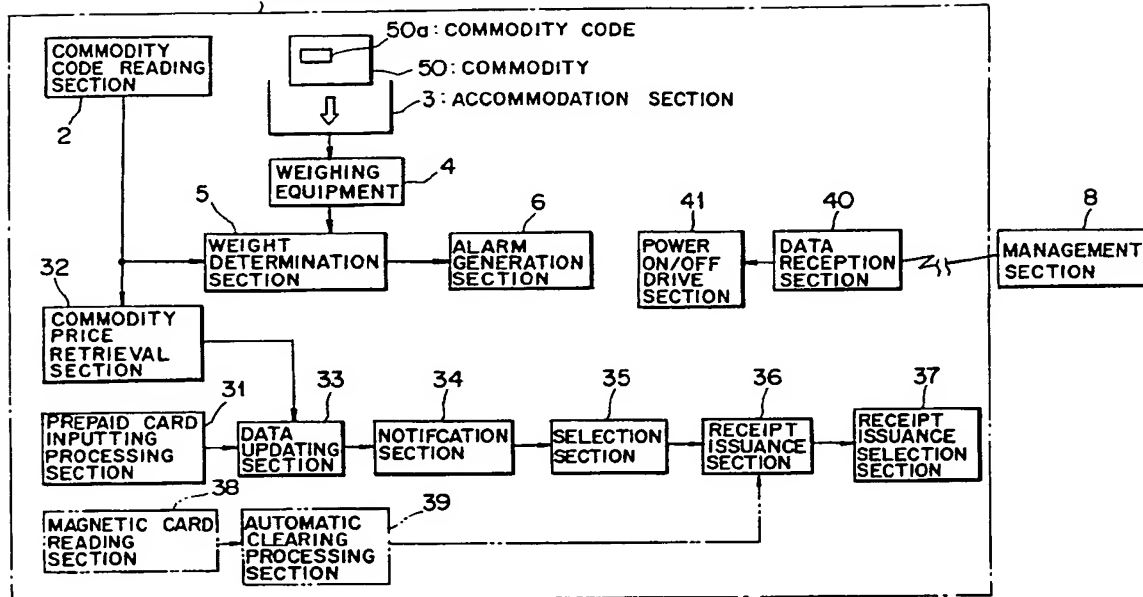 50a: COMMODITY CODE
50: COMMODITY
3: ACCOMMODATION SECTION
COMMODITY
CODE READING
SECTION
2
WEIGHING
EQUIPMENT
4
5
WEIGHT
DETERMINATION
SECTION
6
ALARM
GENERATION
SECTION
41
POWER
ON/OFF
DRIVE
SECTION
40
DATA
RECEPTION
SECTION
8
MANAGEMENT
SECTION
32
COMMODITY
PRICE
RETRIEVAL
SECTION
31
PREPAID CARD
INPUTTING
PROCESSING
SECTION
33
DATA
UPDATING
SECTION
34
NOTIFCATION
SECTION
35
SELECTION
SECTION
36
RECEIPT
ISSUANCE
SECTION
37
RECEIPT
ISSUANCE
SELECTION
SECTION
38
MAGNETIC CARD
READING
SECTION
39
AUTOMATIC
CLEARING
PROCESSING
SECTION